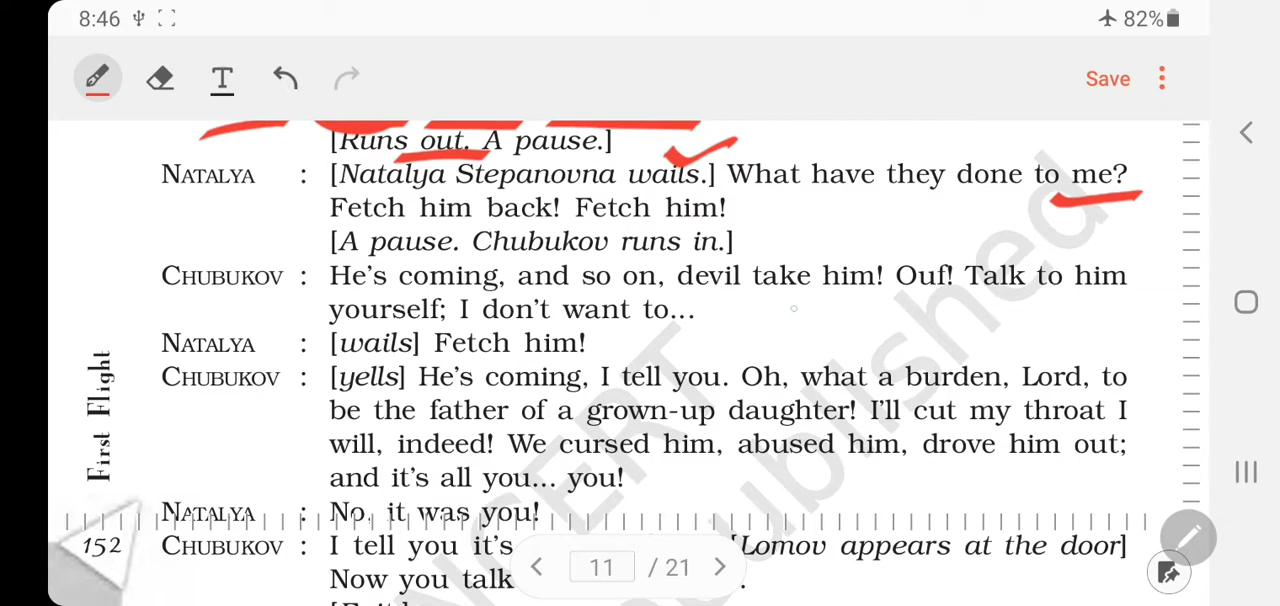 8:46 82%
T Save
[Runs out. A pause.]
NATALYA : [Natalya Stepanovna wails.] What have they done to me?
Fetch him back! Fetch him!
[A pause. Chubukov runs in.]
CHUBUKOV : He's coming, and so on, devil take him! Ouf! Talk to him
yourself; I don't want to...
NATALYA : [wails] Fetch him!
CHUBUKOV : [yells] He's coming, I tell you. Oh, what a burden, Lord, to
be the father of a grown-up daughter! I'll cut my throat I
will, indeed! We cursed him, abused him, drove him out;
and it's all you... you!
NATALYA : No, it was you!
CHUBUKOV : I tell you it's [Lomov appears at the door]
Now you talk
First Flight
152
11 / 21
NCERT
published